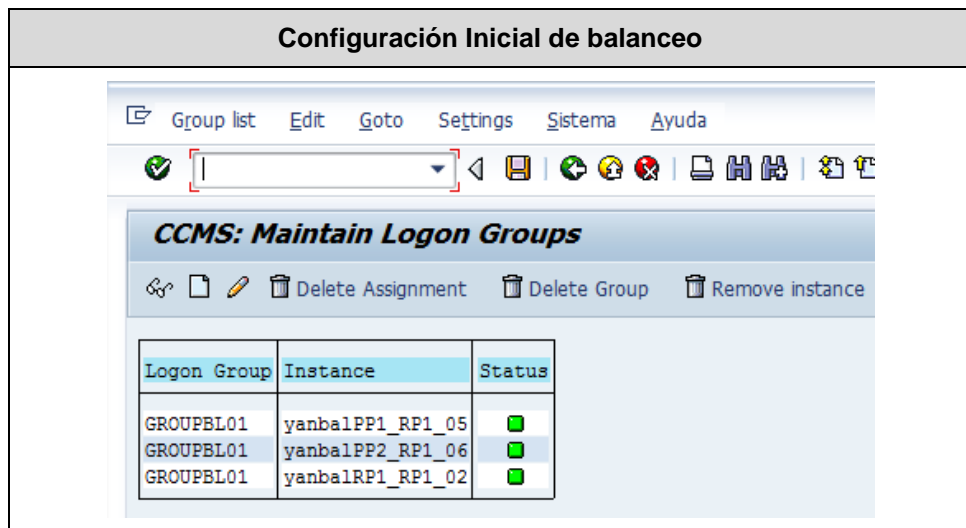 Configuración Inicial de balanceo
Group list Edit Goto Settings Sistema Ayuda
CCMS: Maintain Logon Groups
Delete Assignment Delete Group Remove instance
Logon Group Instance Status
GROUPBL01 yanbalPP1_RP1_05
GROUPBL01 yanbalPP2_RP1_06
GROUPBL01 yanbalRP1_RP1_02